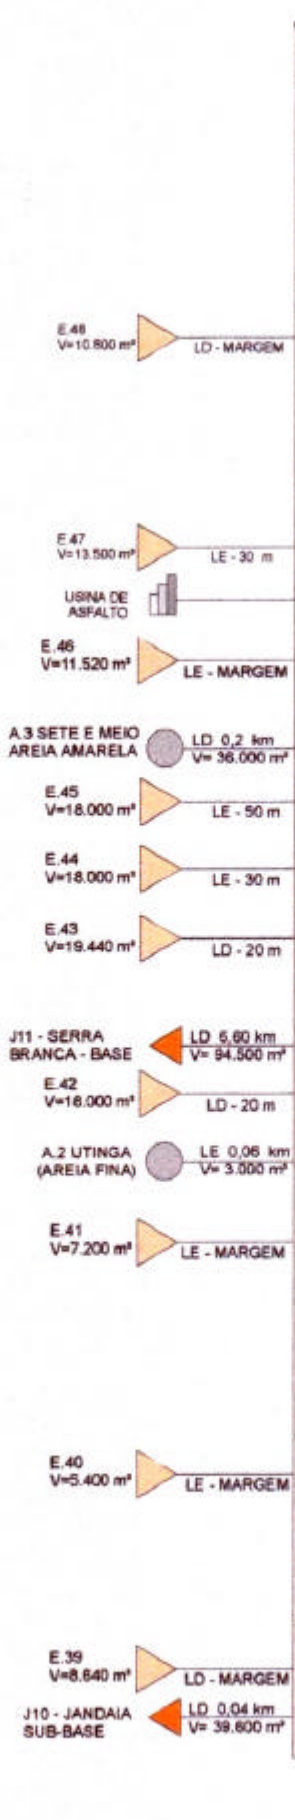 E.48
V=10.800 m³
LD - MARGEM
E.47
V=13.500 m³
LE - 30 m
USINA DE
ASFALTO
E.46
V=11.520 m³
LE - MARGEM
A.3 SETE E MEIO
AREIA AMARELA
LD 0,2 km
V= 36.000 m³
E.45
V=18.000 m³
LE - 50 m
E.44
V=18.000 m³
LE - 30 m
E.43
V=19.440 m³
LD - 20 m
J11 - SERRA
BRANCA - BASE
LD 6,60 km
V= 94.500 m³
E.42
V=18.000 m³
LD - 20 m
A.2 UTINGA
(AREIA FINA)
LE 0,06 km
V= 3.000 m³
E.41
V=7.200 m³
LE - MARGEM
E.40
V=5.400 m³
LE - MARGEM
E.39
V=8.640 m³
LD - MARGEM
J10 - JANDAIA
SUB-BASE
LD 0,04 km
V= 39.600 m³